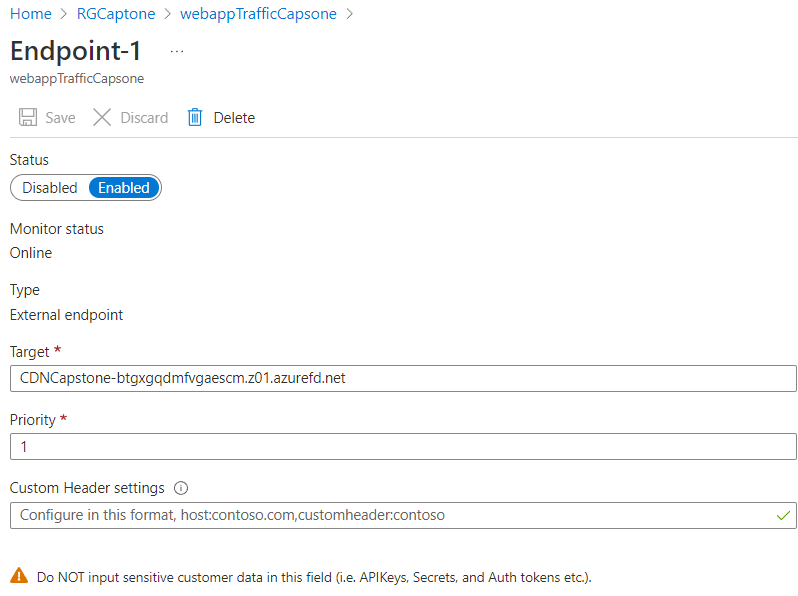 Home > RGCaptone > webappTrafficCapsone >
Endpoint-1 ...
webappTrafficCapsone
Save Discard Delete
Status
Disabled Enabled
Monitor status
Online
Type
External endpoint
Target *
CDNCapstone-btgxgqdmfvgaescm.z01.azurefd.net
Priority *
1
Custom Header settings
Configure in this format, host:contoso.com,customheader:contoso
Do NOT input sensitive customer data in this field (i.e. APIKeys, Secrets, and Auth tokens etc.).